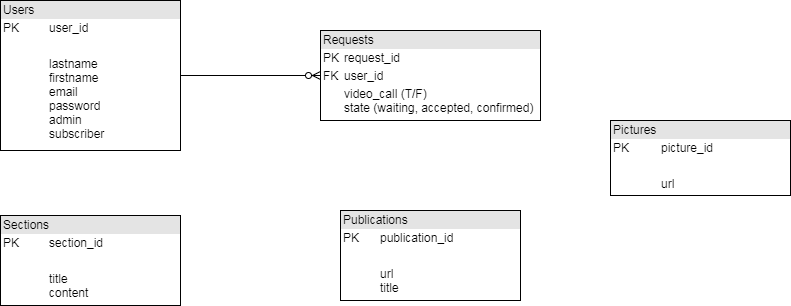 Users
PK user_id
lastname
firstname
email
password
admin
subscriber
Requests
PK request_id
FK user_id
video_call (T/F)
state (waiting, accepted, confirmed)
Pictures
PK picture_id
url
Sections
PK section_id
title
content
Publications
PK publication_id
url
title